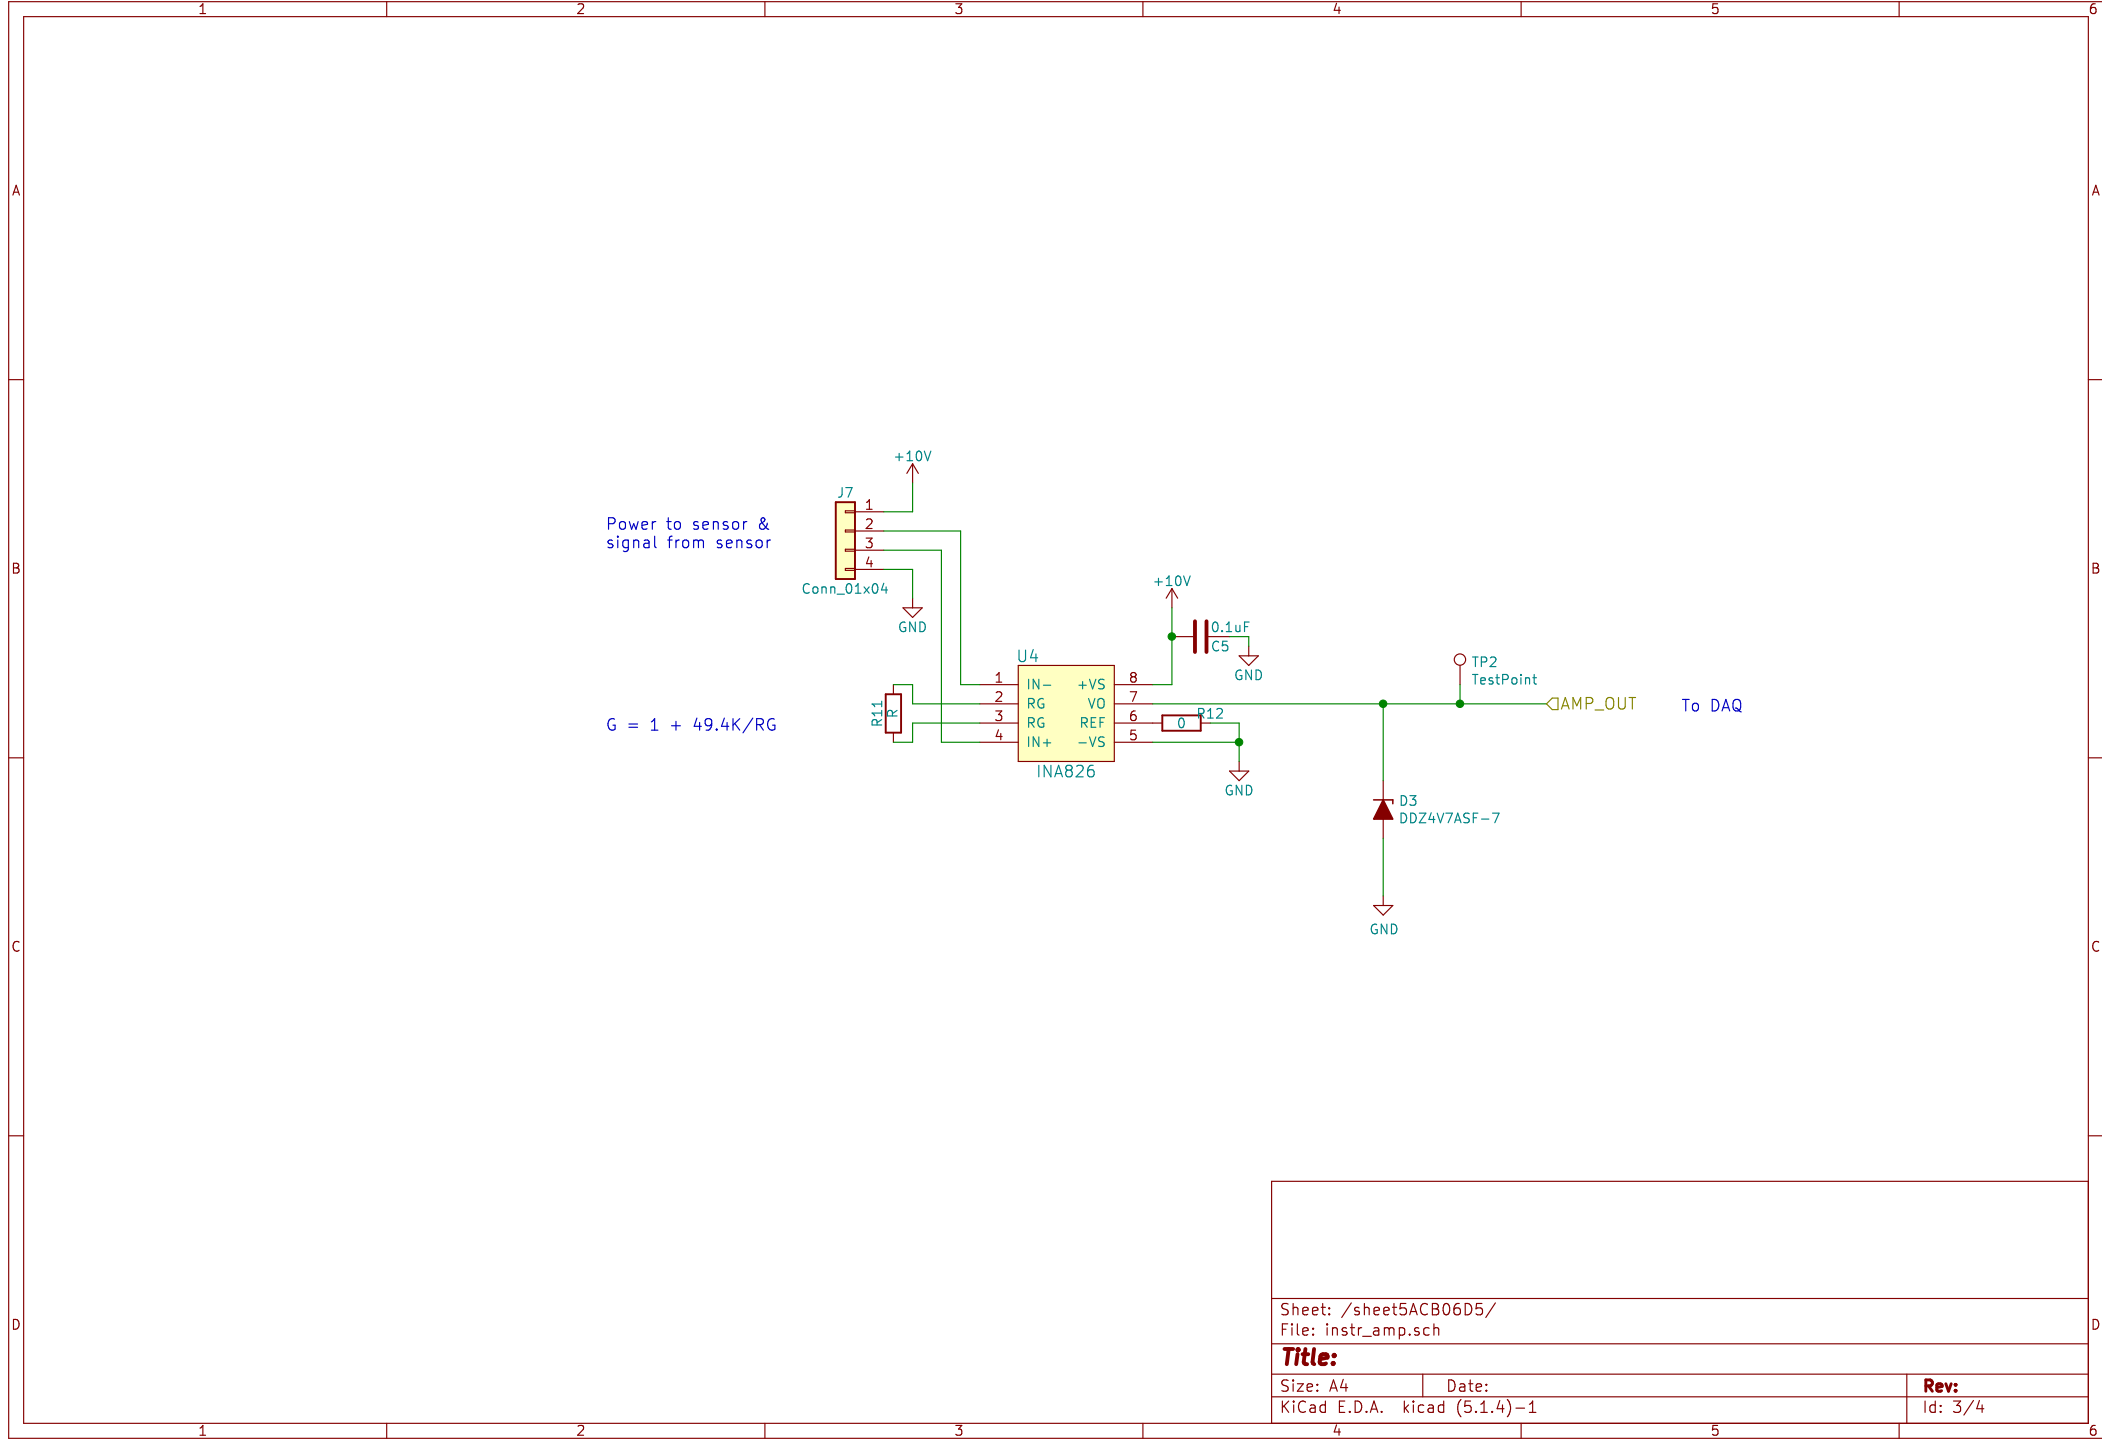 1 2 3 4 5 6
A A
+10V
J7
1
Power to sensor &
2
signal from sensor
3
B B
4
Conn_01x04
GND
+10V
0.1uF
C5
GND
U4
TP2
TestPoint
1 IN- +VS 8
2 RG VO 7
AMP_OUT
To DAQ
R11
R
G = 1 + 49.4K/RG
3 RG REF 6
0
R12
4 IN+ -VS 5
INA826
GND
D3
DDZ4V7ASF-7
GND
C C
Sheet: /sheet5ACB06D5/
D D
File: instr_amp.sch
Title:
Size: A4 Date: Rev:
KiCad E.D.A. kicad (5.1.4)-1 Id: 3/4
1 2 3 4 5 6